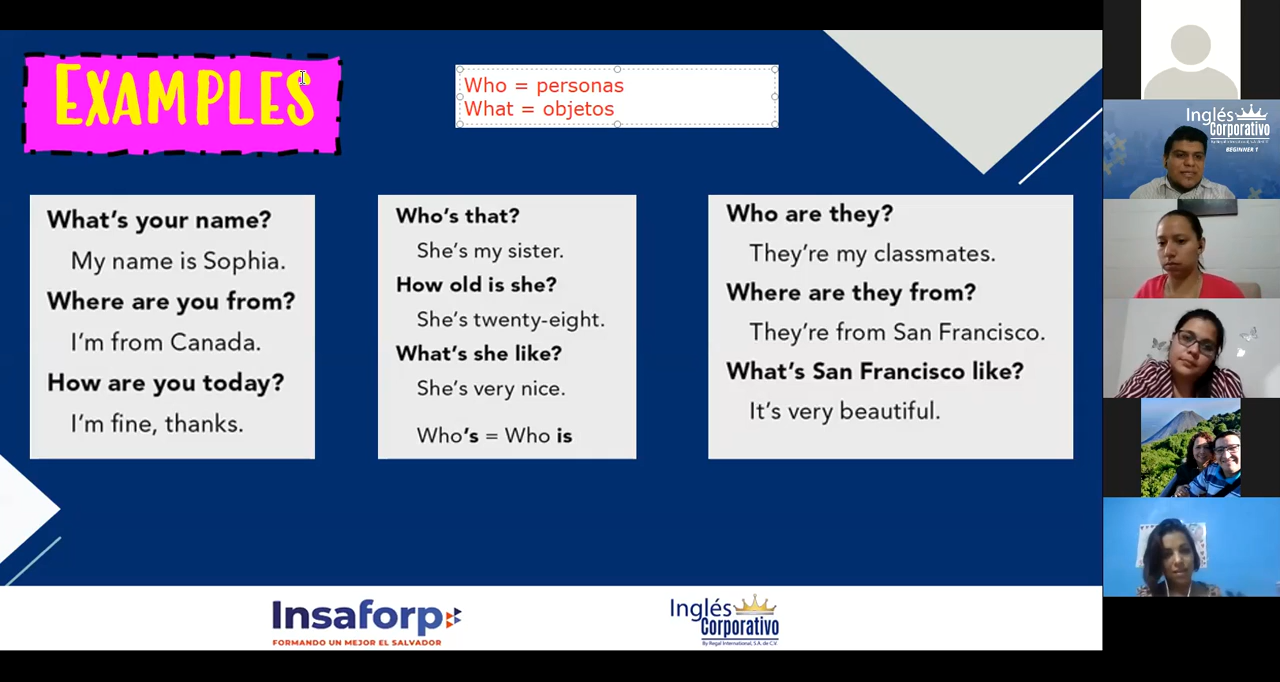 EXAMPLES
Who = personas
What = objetos
What's your name?
My name is Sophia.
Where are you from?
I'm from Canada.
How are you today?
I'm fine, thanks.
Who's that?
She's my sister.
How old is she?
She's twenty-eight.
What's she like?
She's very nice.
Who's = Who is
Who are they?
They're my classmates.
Where are they from?
They're from San Francisco.
What's San Francisco like?
It's very beautiful.
Insaforp
FORMANDO UN MEJOR EL SALVADOR
Inglés
Corporativo
By Regal International, S.A. de C.V.
Inglés
Corporativo
BEGINNER 1